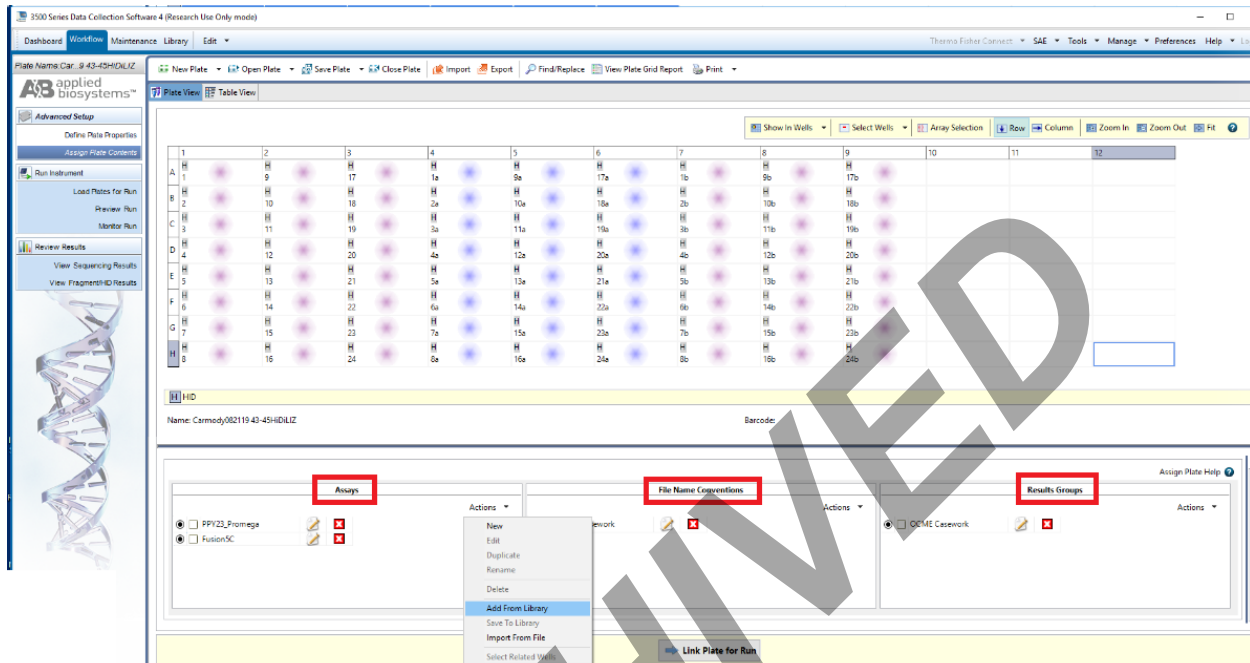 3500 Series Data Collection Software 4 (Research Use Only mode)
Dashboard Workflow Maintenance Library Edit
Thermo Fisher Connect SAE Tools Manage Preferences Help
Plate Name:Car...9 43-45HiDiLIZ
New Plate Open Plate Save Plate Close Plate Import Export Find/Replace View Plate Grid Report Print
AB applied biosystems™
Plate View Table View
Advanced Setup
Define Plate Properties
Assign Plate Contents
Run Instrument
Load Plates for Run
Preview Run
Monitor Run
Review Results
View Sequencing Results
View Fragment/HID Results
Show In Wells Select Wells Array Selection Row Column Zoom In Zoom Out Fit
1 2 3 4 5 6 7 8 9 10 11 12
H H H H H H H H H
A 1 9 17 1a 9a 17a 1b 9b 17b
H H H H H H H H H
B 2 10 18 2a 10a 18a 2b 10b 18b
H H H H H H H H H
C 3 11 19 3a 11a 19a 3b 11b 19b
H H H H H H H H H
D 4 12 20 4a 12a 20a 4b 12b 20b
H H H H H H H H H
E 5 13 21 5a 13a 21a 5b 13b 21b
H H H H H H H H H
F 6 14 22 6a 14a 22a 6b 14b 22b
H H H H H H H H H
G 7 15 23 7a 15a 23a 7b 15b 23b
H H H H H H H H H
H 8 16 24 8a 16a 24a 8b 16b 24b
H HID
Name: Carmody082119 43-45HiDiLIZ Barcode:
Assign Plate Help
Assays File Name Conventions Results Groups
Actions Actions Actions
PPY23_Promega
Fusion5C
OCME Casework
New
Edit
Duplicate
Rename
Delete
Add From Library
Save To Library
Import From File
Select Related Wells
Link Plate for Run